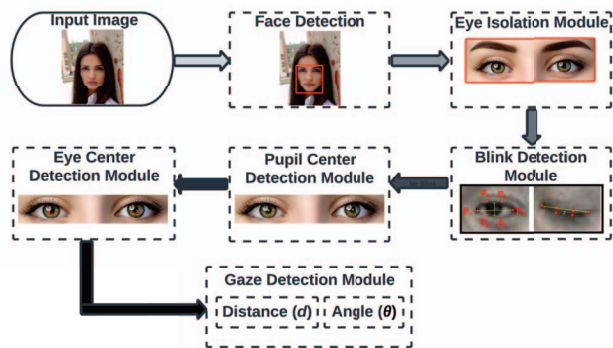 Input Image
Face Detection
Eye Isolation Module
Blink Detection
Module
Pupil Center
Detection Module
Eye Center
Detection Module
Gaze Detection Module
Distance (d)
Angle (θ)